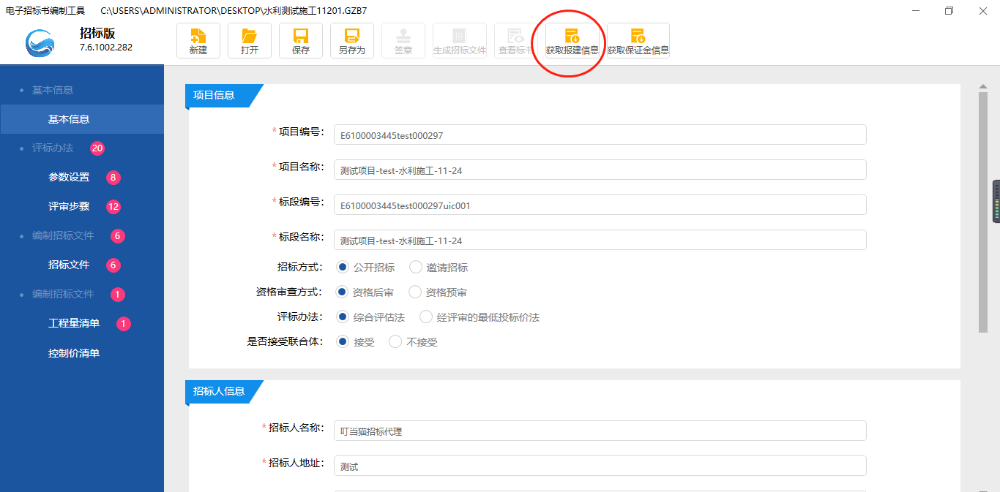 电子招标书编制工具 C:\USERS\ADMINISTRATOR\DESKTOP\水利测试施工11201.GZB7
招标版
7.6.1002.282
新建 打开 保存 另存为 签章 生成招标文件 查看标书 获取报建信息 获取保证金信息
基本信息
基本信息
评标办法 20
参数设置 8
评审步骤 12
编制招标文件 6
招标文件 6
编制招标文件 1
工程量清单 1
控制价清单
项目信息
*项目编号: E6100003445test000297
*项目名称: 测试项目-test-水利施工-11-24
*标段编号: E6100003445test000297uic001
*标段名称: 测试项目-test-水利施工-11-24
招标方式: 公开招标 邀请招标
资格审查方式: 资格后审 资格预审
评标办法: 综合评估法 经评审的最低投标价法
是否接受联合体: 接受 不接受
招标人信息
*招标人名称: 叮当猫招标代理
*招标人地址: 测试